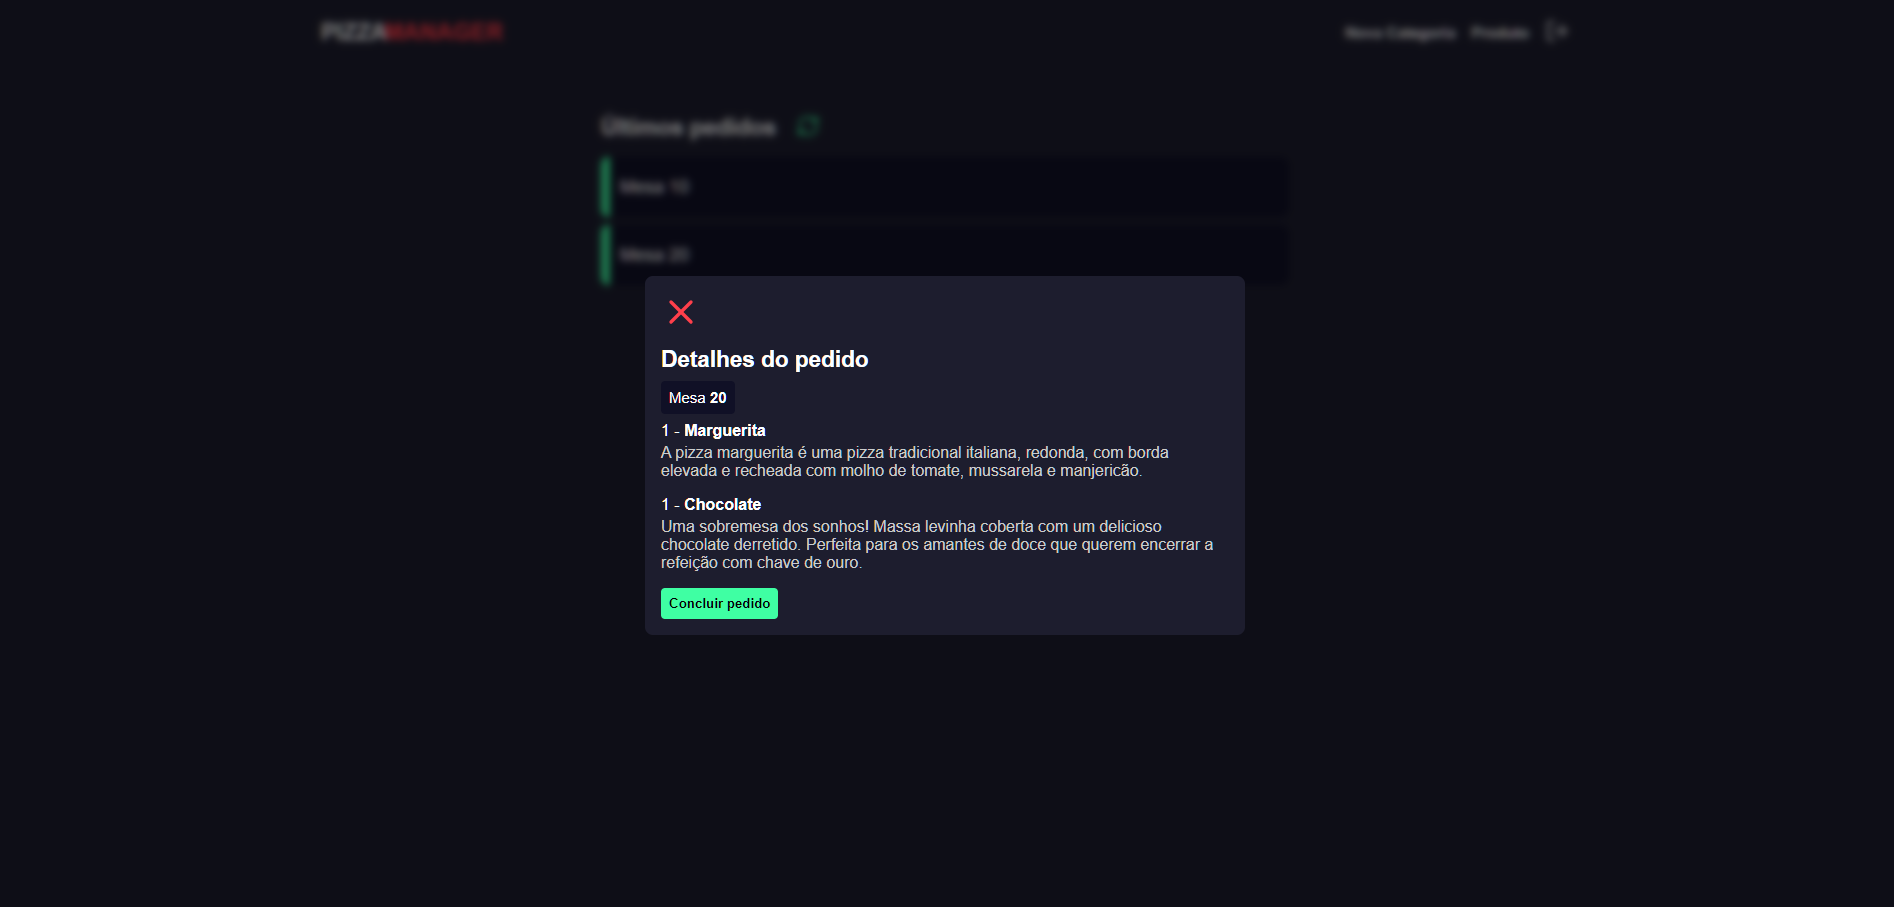 PIZZAMANAGER
Nova Categoria Produto
Últimos pedidos
Mesa 10
Mesa 20
Detalhes do pedido
Mesa 20
1 - Marguerita
A pizza marguerita é uma pizza tradicional italiana, redonda, com borda
elevada e recheada com molho de tomate, mussarela e manjericão.
1 - Chocolate
Uma sobremesa dos sonhos! Massa levinha coberta com um delicioso
chocolate derretido. Perfeita para os amantes de doce que querem encerrar a
refeição com chave de ouro.
Concluir pedido